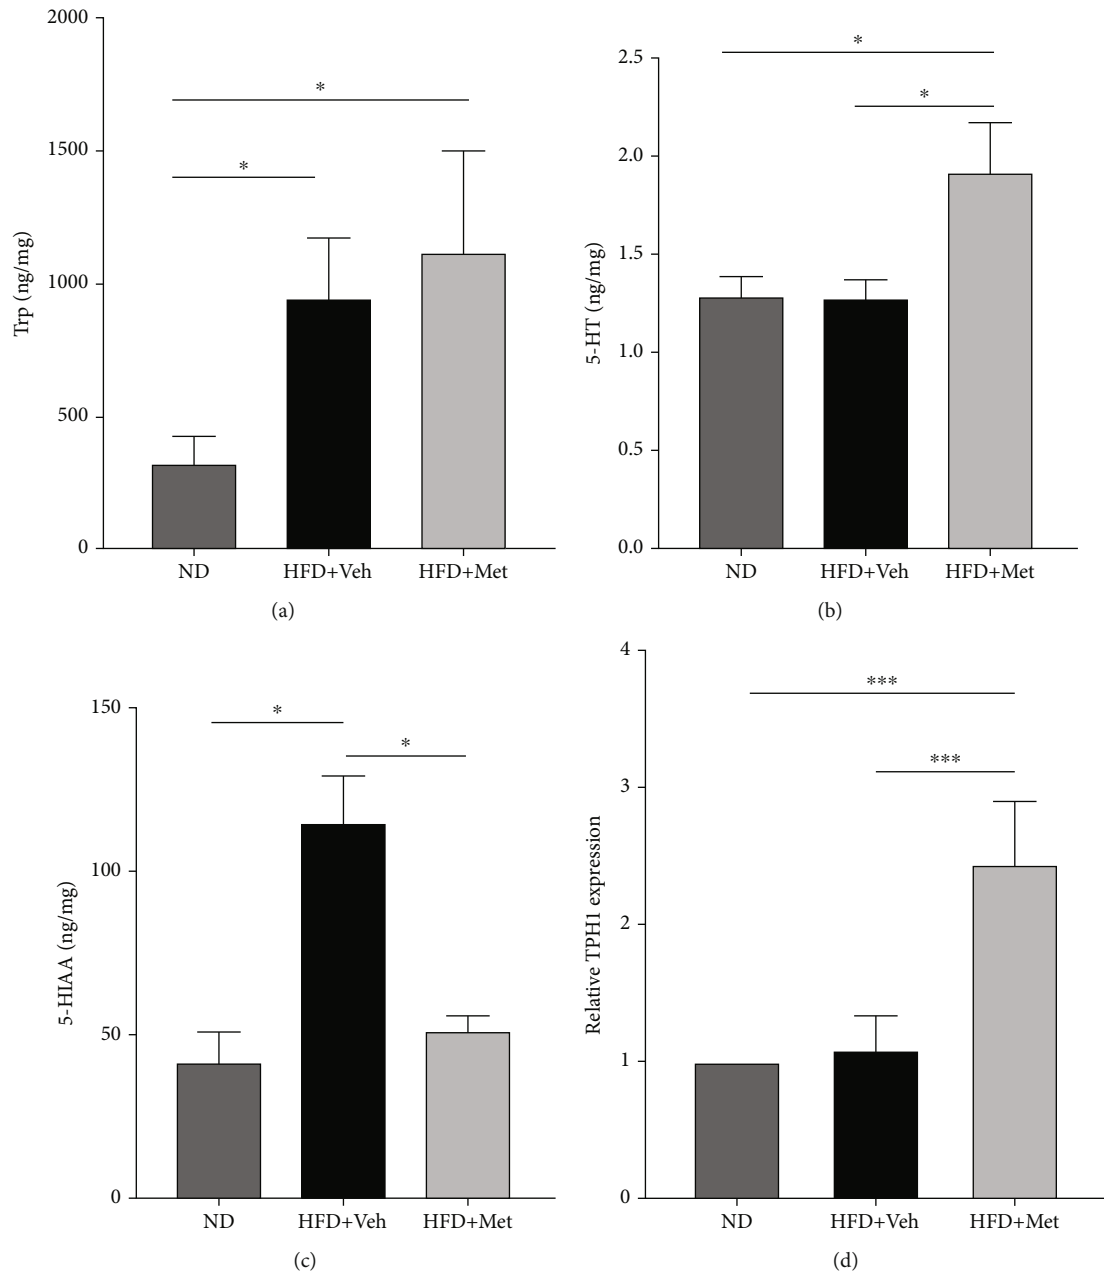 2000
1500
1000
500
0
Trp (ng/mg)
*
*
ND
HFD+Veh
HFD+Met
(a)
2.5
2.0
1.5
1.0
0.5
0.0
5-HT (ng/mg)
*
*
ND
HFD+Veh
HFD+Met
(b)
150
100
50
0
5-HIAA (ng/mg)
*
*
ND
HFD+Veh
HFD+Met
(c)
4
3
2
1
0
Relative TPH1 expression
***
***
ND
HFD+Veh
HFD+Met
(d)